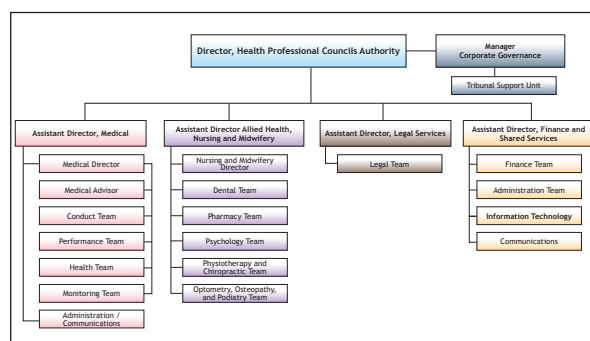 Director, Health Professional Councils Authority
Manager
Corporate Governance
Tribunal Support Unit
Assistant Director, Medical
Medical Director
Medical Advisor
Conduct Team
Performance Team
Health Team
Monitoring Team
Administration /
Communications
Assistant Director Allied Health,
Nursing and Midwifery
Nursing and Midwifery
Director
Dental Team
Pharmacy Team
Psychology Team
Physiotherapy and
Chiropractic Team
Optometry, Osteopathy,
and Podiatry Team
Assistant Director, Legal Services
Legal Team
Assistant Director, Finance and
Shared Services
Finance Team
Administration Team
Information Technology
Communications